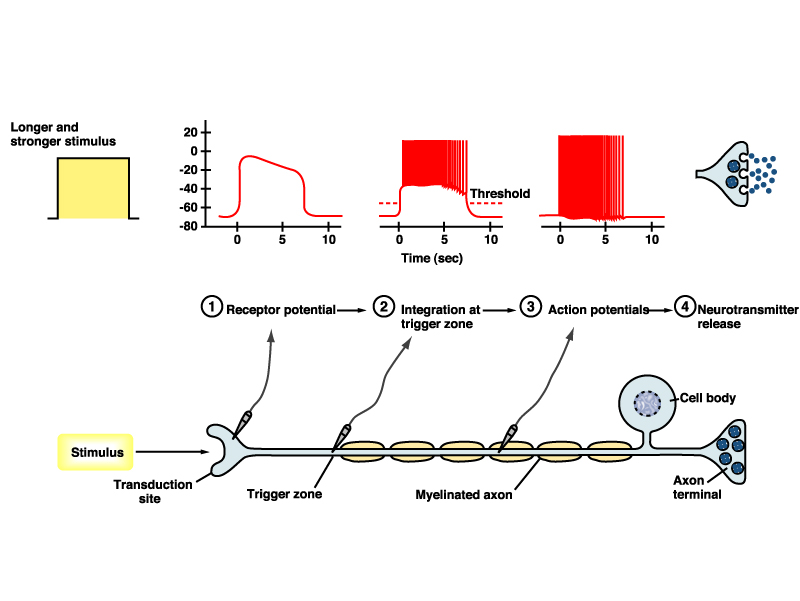 Longer and
stronger stimulus
20
0
-20
-40
-60
-80
0
5
10
0
5
10
0
5
10
Threshold
Time (sec)
1 Receptor potential
2 Integration at
trigger zone
3 Action potentials
4 Neurotransmitter
release
Stimulus
Transduction
site
Trigger zone
Myelinated axon
Cell body
Axon
terminal